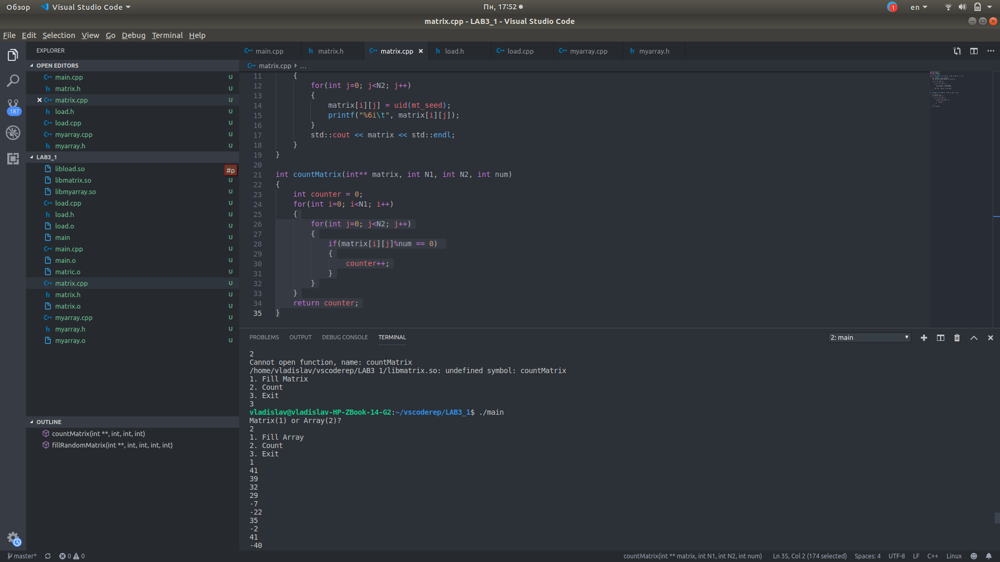 Обзор Visual Studio Code Пн, 17:52 1 en
matrix.cpp - LAB3_1 - Visual Studio Code
File Edit Selection View Go Debug Terminal Help
EXPLORER
OPEN EDITORS
main.cpp U
matrix.h U
matrix.cpp U
load.h U
load.cpp U
myarray.cpp U
myarray.h U
187
LAB3_1
libload.so #p
libmatrix.so U
libmyarray.so U
load.cpp U
load.h U
load.o U
main U
main.cpp U
main.o U
matric.o U
matrix.cpp U
matrix.h U
matrix.o U
myarray.cpp U
myarray.h U
myarray.o U
OUTLINE
countMatrix(int **, int, int, int)
fillRandomMatrix(int **, int, int, int, int)
main.cpp matrix.h matrix.cpp load.h load.cpp myarray.cpp myarray.h
matrix.cpp ...
11 {
12 for(int j=0; j<N2; j++)
13 {
14 matrix[i][j] = uid(mt_seed);
15 printf("%6i\t", matrix[i][j]);
16 }
17 std::cout << matrix << std::endl;
18 }
19 }
20
21 int countMatrix(int** matrix, int N1, int N2, int num)
22 {
23 int counter = 0;
24 for(int i=0; i<N1; i++)
25 {
26 for(int j=0; j<N2; j++)
27 {
28 if(matrix[i][j]%num == 0)
29 {
30 counter++;
31 }
32 }
33 }
34 return counter;
35 }
PROBLEMS OUTPUT DEBUG CONSOLE TERMINAL 2: main
2
Cannot open function, name: countMatrix
/home/vladislav/vscoderep/LAB3 1/libmatrix.so: undefined symbol: countMatrix
1. Fill Matrix
2. Count
3. Exit
3
vladislav@vladislav-HP-ZBook-14-G2:~/vscoderep/LAB3_1$ ./main
Matrix(1) or Array(2)?
2
1. Fill Array
2. Count
3. Exit
1
41
39
32
29
-7
-22
35
-2
41
-40
master* 0 0 countMatrix(int ** matrix, int N1, int N2, int num) Ln 35, Col 2 (174 selected) Spaces: 4 UTF-8 LF C++ Linux